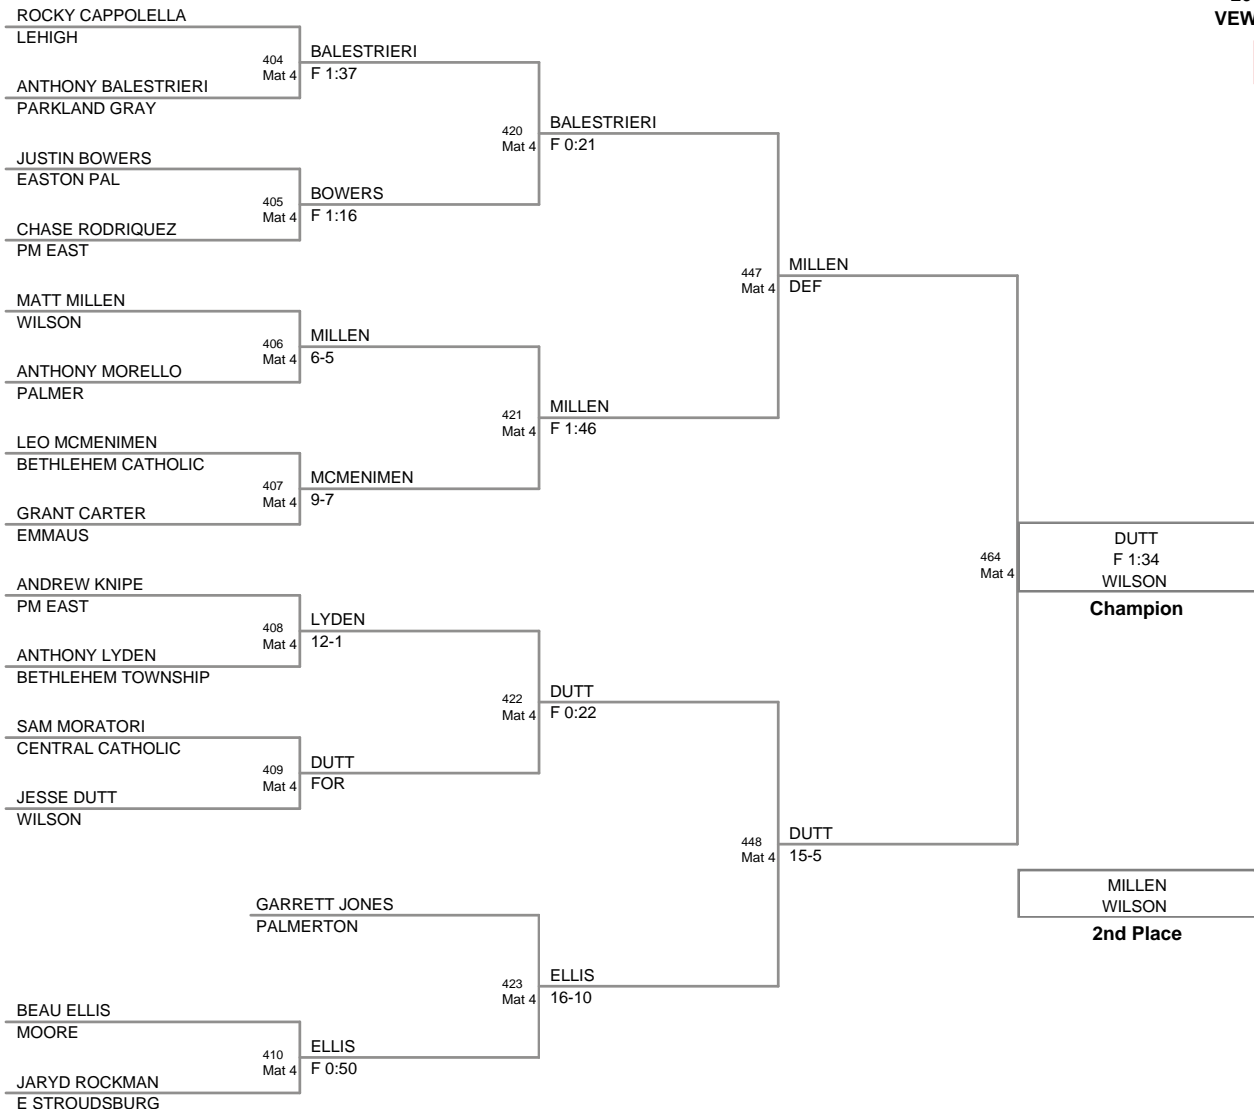 VEW
ROCKY CAPPOLELLA
LEHIGH
404
Mat 4
BALESTRIERI
F 1:37
ANTHONY BALESTRIERI
PARKLAND GRAY
420
Mat 4
BALESTRIERI
F 0:21
JUSTIN BOWERS
EASTON PAL
405
Mat 4
BOWERS
F 1:16
CHASE RODRIQUEZ
PM EAST
447
Mat 4
MILLEN
DEF
MATT MILLEN
WILSON
406
Mat 4
MILLEN
6-5
ANTHONY MORELLO
PALMER
421
Mat 4
MILLEN
F 1:46
LEO MCMENIMEN
BETHLEHEM CATHOLIC
407
Mat 4
MCMENIMEN
9-7
GRANT CARTER
EMMAUS
464
Mat 4
DUTT
F 1:34
WILSON
Champion
ANDREW KNIPE
PM EAST
408
Mat 4
LYDEN
12-1
ANTHONY LYDEN
BETHLEHEM TOWNSHIP
422
Mat 4
DUTT
F 0:22
SAM MORATORI
CENTRAL CATHOLIC
409
Mat 4
DUTT
FOR
JESSE DUTT
WILSON
448
Mat 4
DUTT
15-5
MILLEN
WILSON
2nd Place
GARRETT JONES
PALMERTON
423
Mat 4
ELLIS
16-10
BEAU ELLIS
MOORE
410
Mat 4
ELLIS
F 0:50
JARYD ROCKMAN
E STROUDSBURG